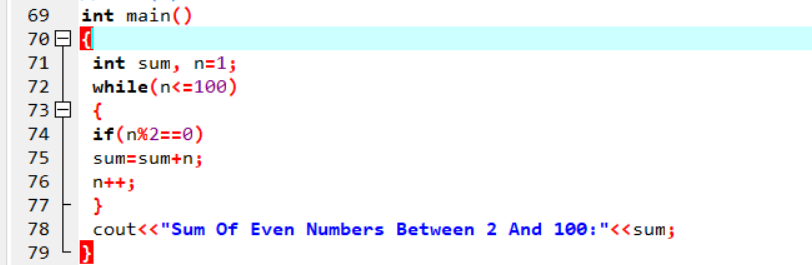 69 int main()
70 {
71 int sum, n=1;
72 while(n<=100)
73 {
74 if(n%2==0)
75 sum=sum+n;
76 n++;
77 }
78 cout<<"Sum Of Even Numbers Between 2 And 100:"<<sum;
79 }